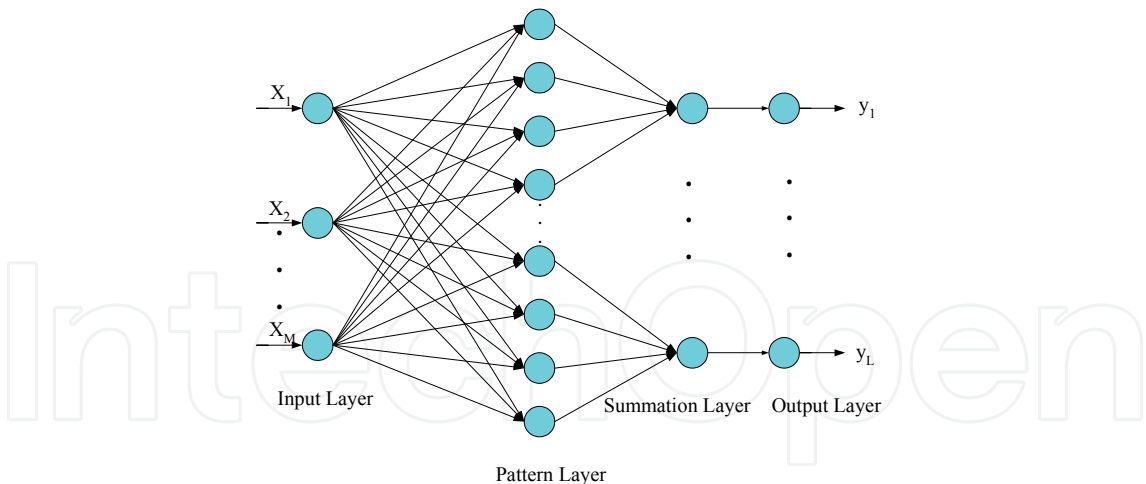 X1
X2
XM
y1
yL
Input Layer
Summation Layer
Output Layer
Pattern Layer
IntechOpen